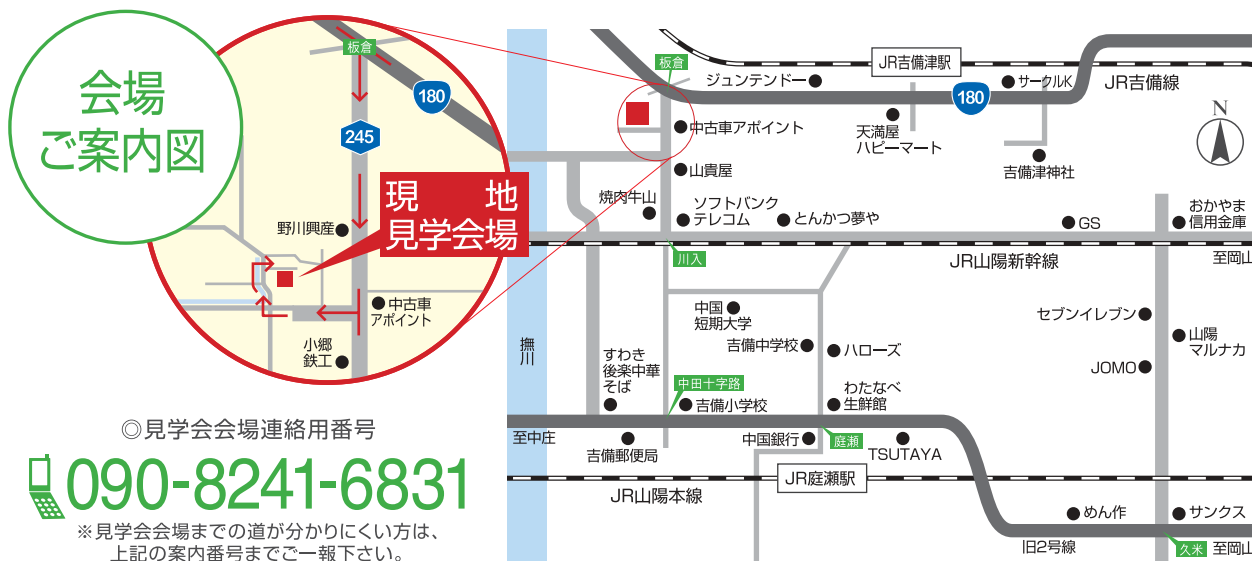 会場
ご案内図
板倉
180
245
現 地
見学会場
野川興産
中古車
アポイント
小郷
鉄工
◎見学会会場連絡用番号
090-8241-6831
※見学会会場までの道が分かりにくい方は、
上記の案内番号までご一報下さい。
板倉
ジュンテンドー
JR吉備津駅
サークルK
JR吉備線
180
中古車アポイント
天満屋
ハピーマート
吉備津神社
N
山貴屋
焼肉牛山
ソフトバンク
テレコム
とんかつ夢や
GS
おかやま
信用金庫
川入
JR山陽新幹線
至岡山
中国
短期大学
吉備中学校
ハローズ
セブンイレブン
山陽
マルナカ
JOMO
撫川
すわき
後楽中華
そば
中田十字路
吉備小学校
わたなべ
生鮮館
至中庄
吉備郵便局
中国銀行
庭瀬
TSUTAYA
JR山陽本線
JR庭瀬駅
めん作
サンクス
旧2号線
久米
至岡山